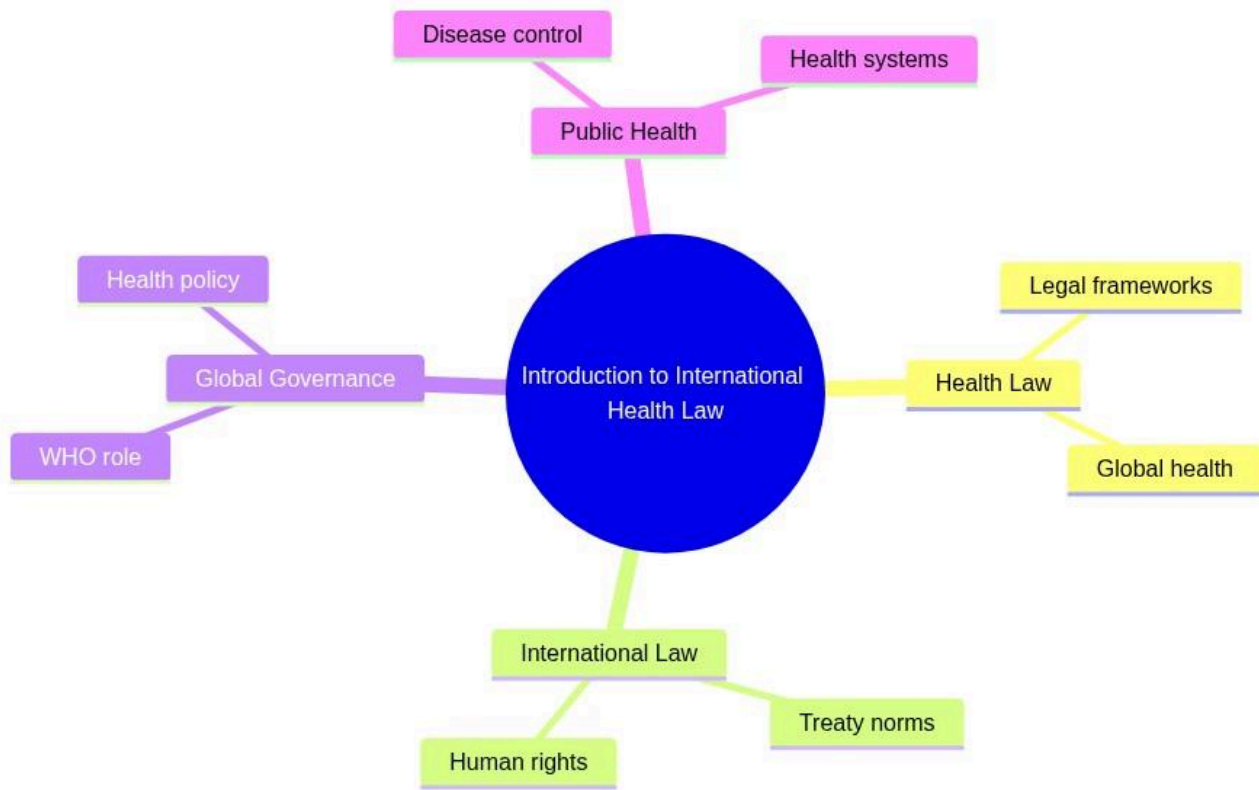 Disease control
Health systems
Public Health
Health policy
Global Governance
WHO role
Introduction to International
Health Law
Legal frameworks
Health Law
Global health
International Law
Treaty norms
Human rights